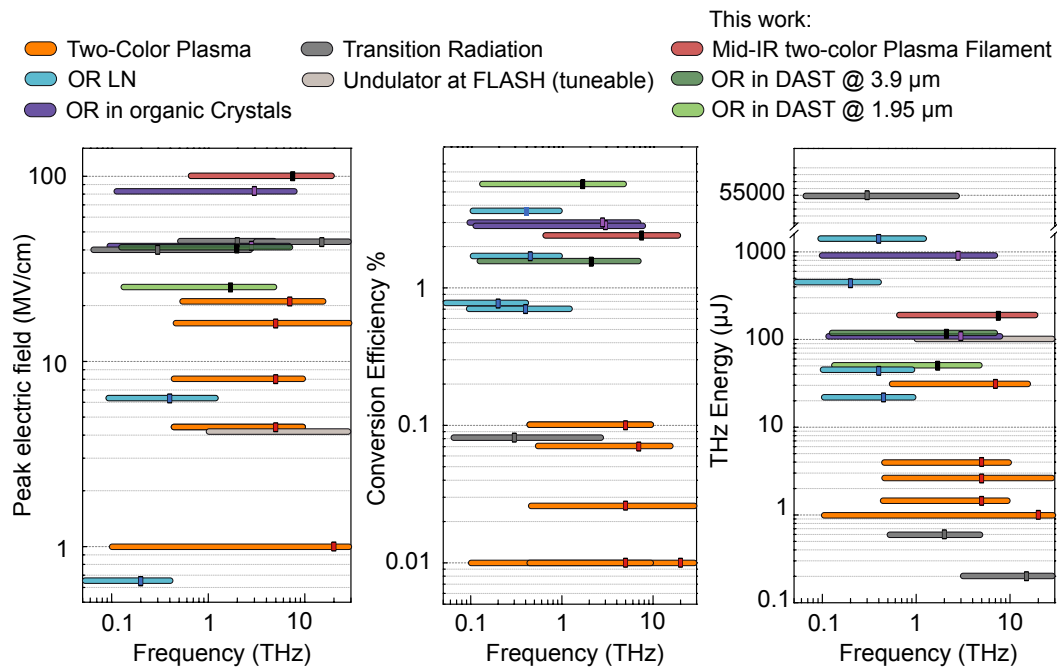 This work:
Two-Color Plasma
Transition Radiation
Mid-IR two-color Plasma Filament
OR LN
Undulator at FLASH (tuneable)
OR in DAST @ 3.9 µm
OR in organic Crystals
OR in DAST @ 1.95 µm
Peak electric field (MV/cm)
100
10
1
0.1
1
10
Frequency (THz)
Conversion Efficiency %
1
0.1
0.01
0.1
1
10
Frequency (THz)
THz Energy (µJ)
55000
1000
100
10
1
0.1
0.1
1
10
Frequency (THz)